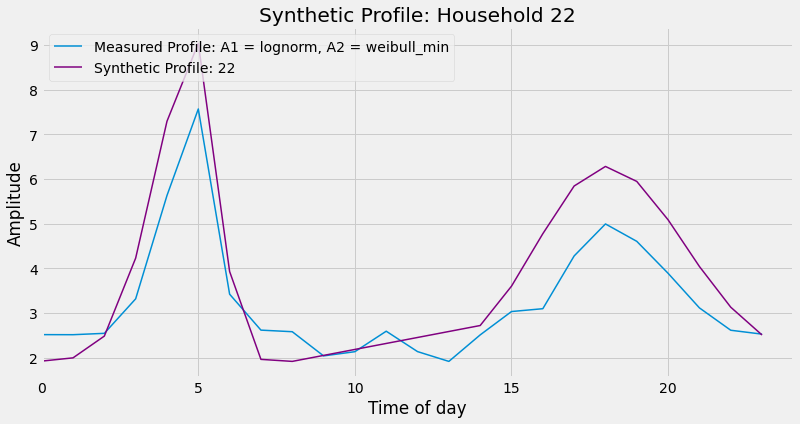 Synthetic Profile: Household 22
Measured Profile: A1 = lognorm, A2 = weibull_min
Synthetic Profile: 22
Amplitude
9
8
7
6
5
4
3
2
0 5 10 15 20
Time of day